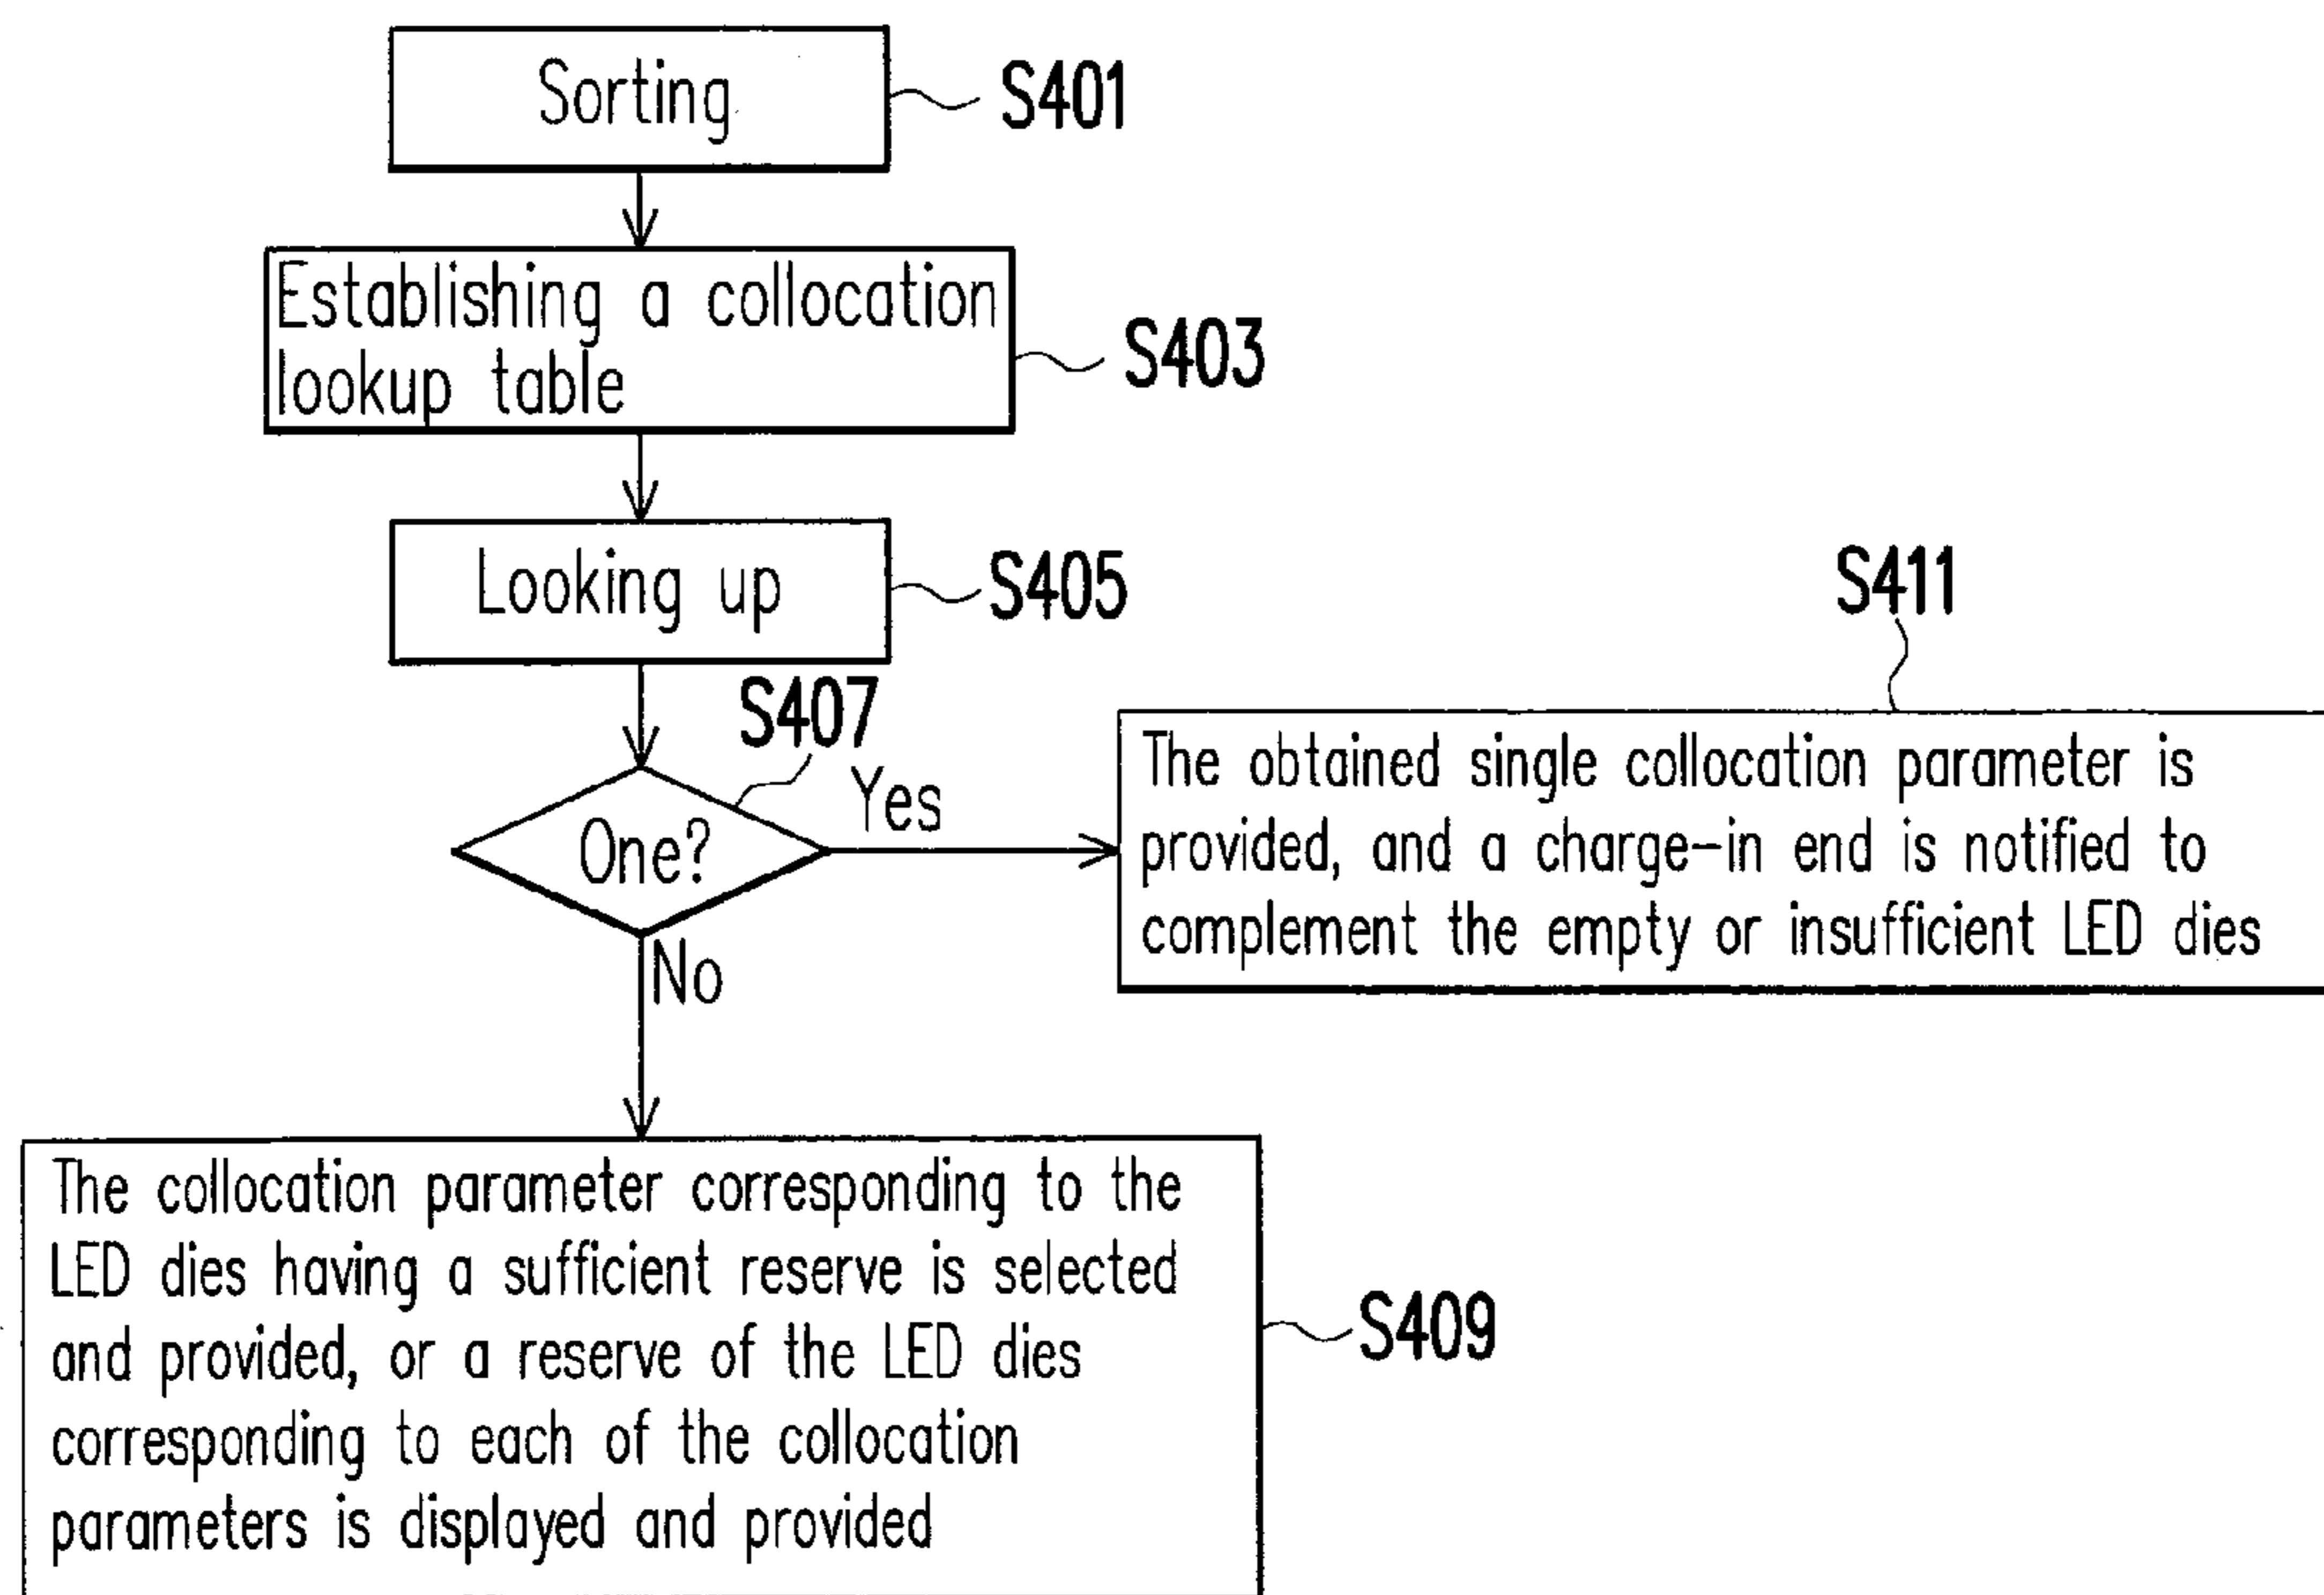 Sorting
S401
Establishing a collocation
lookup table
S403
Looking up
S405
S407
One?
Yes
No
S411
The obtained single collocation parameter is
provided, and a charge-in end is notified to
complement the empty or insufficient LED dies
The collocation parameter corresponding to the
LED dies having a sufficient reserve is selected
and provided, or a reserve of the LED dies
corresponding to each of the collocation
parameters is displayed and provided
S409